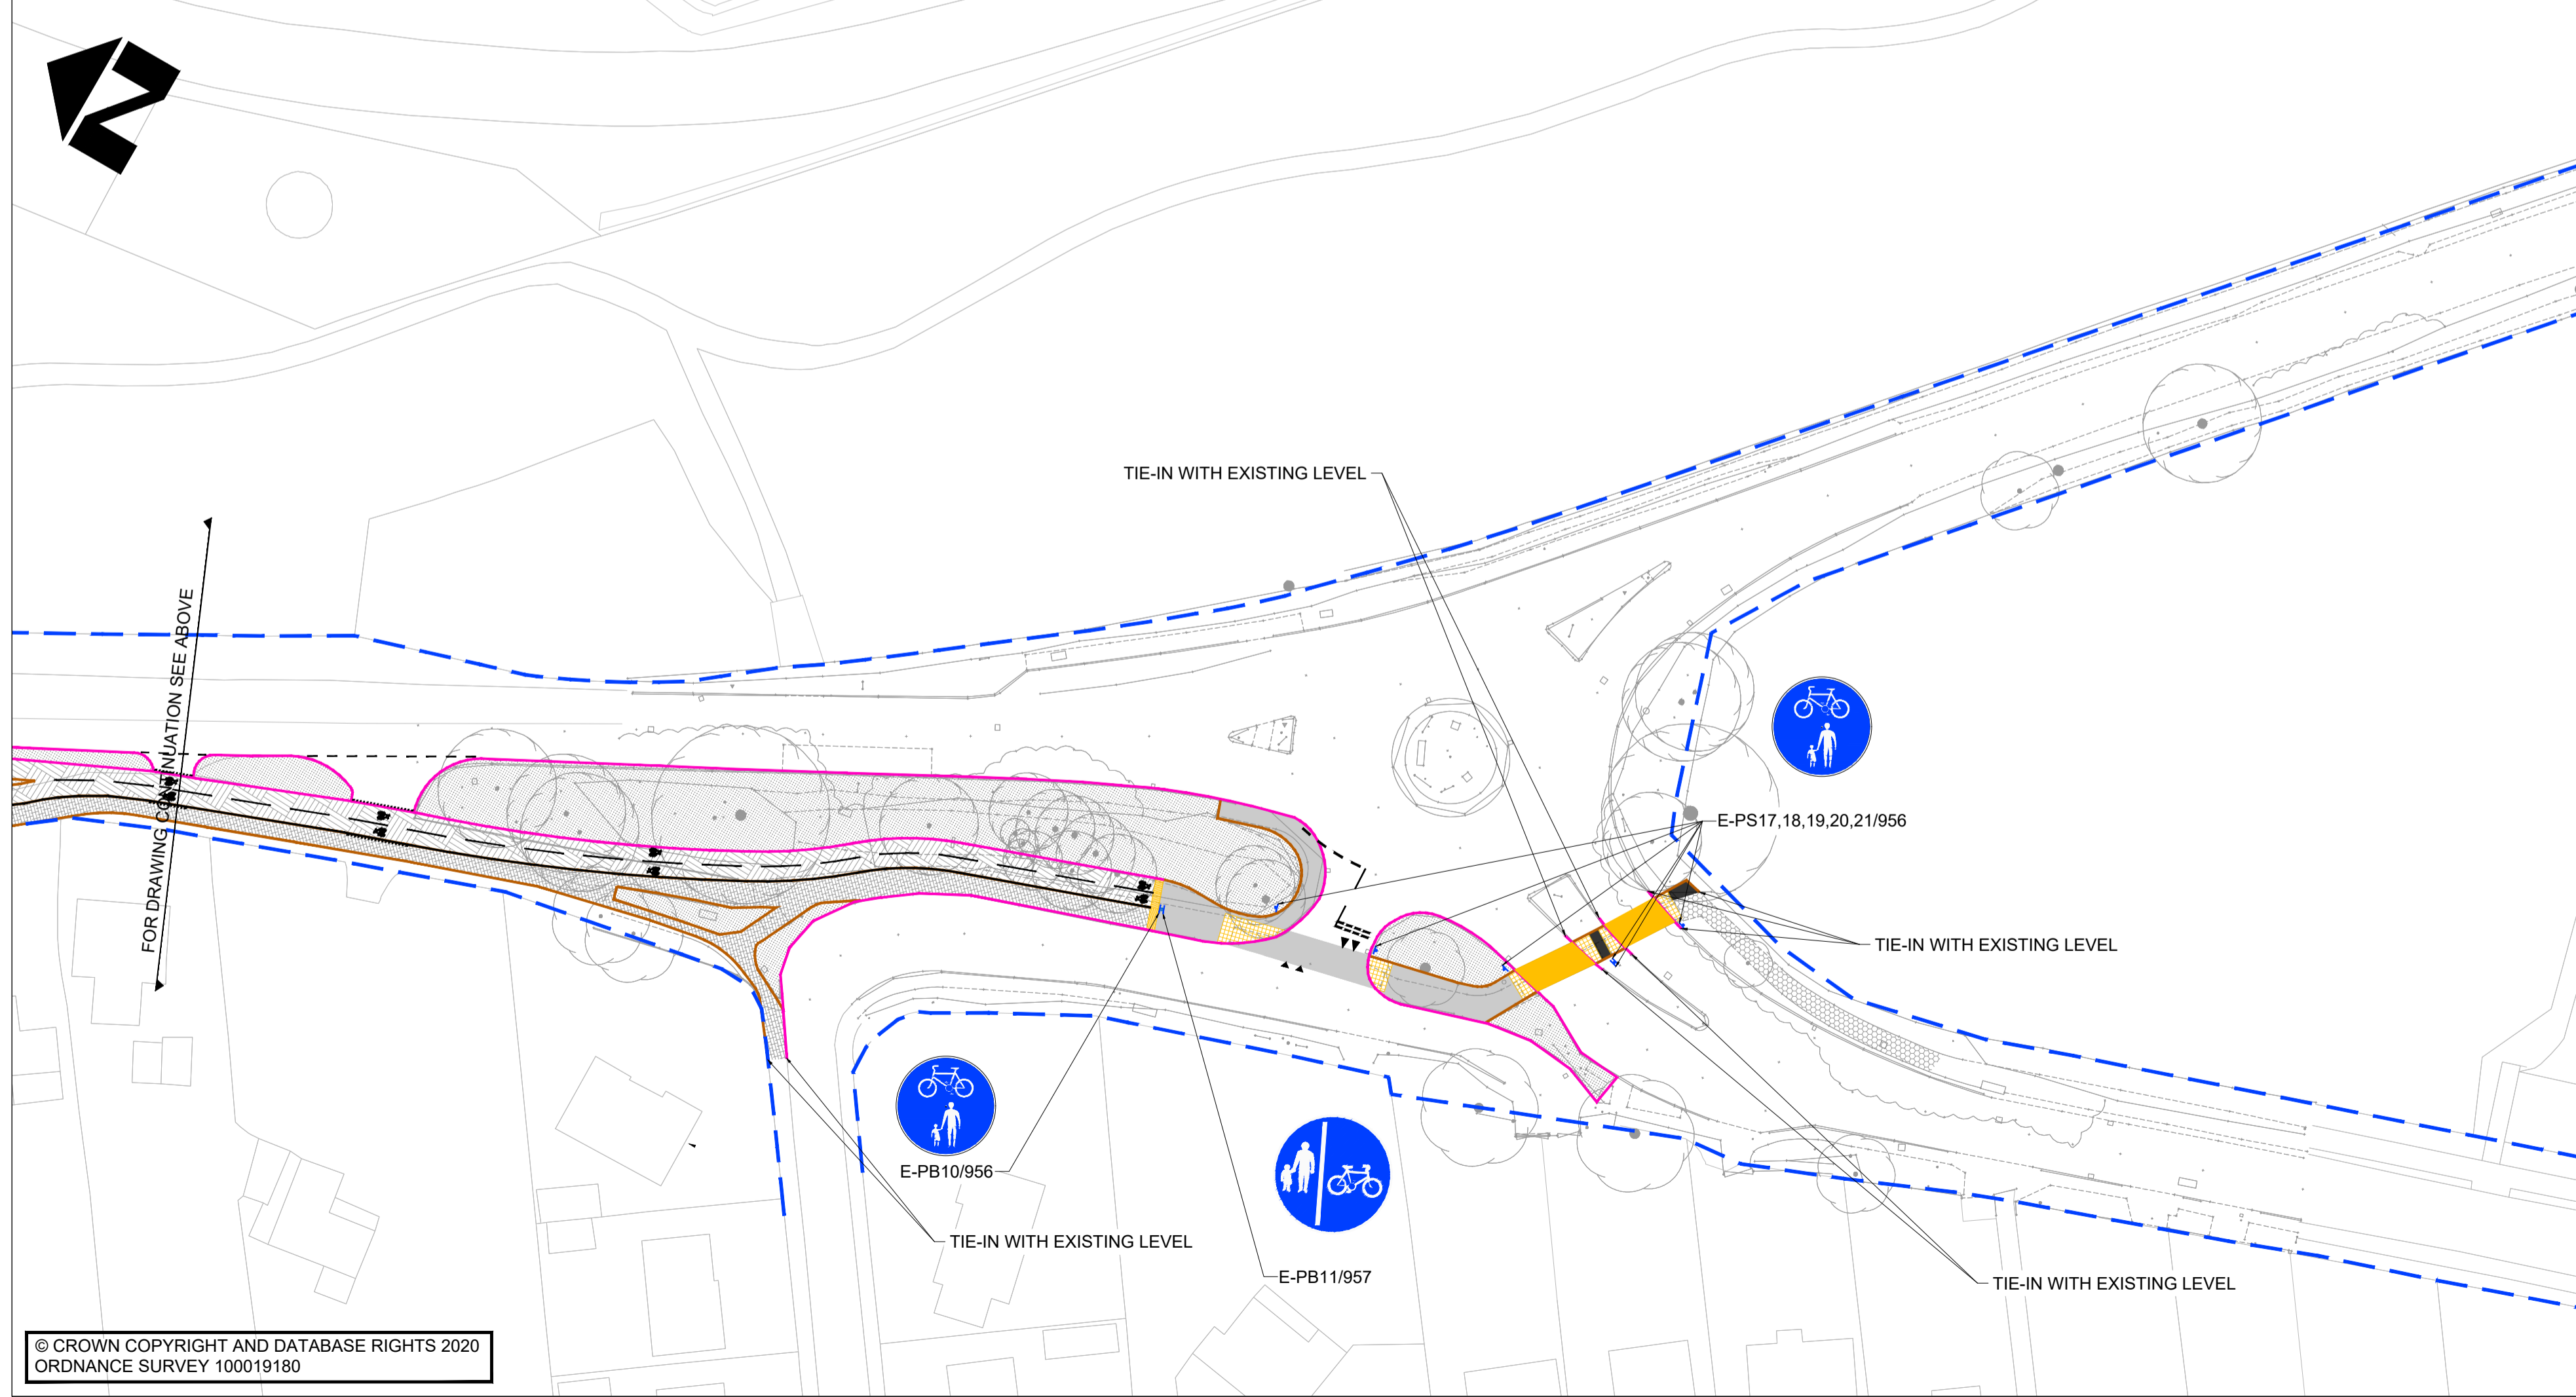 TIE-IN WITH EXISTING LEVEL
FOR DRAWING CONTINUATION SEE ABOVE
E-PS17,18,19,20,21/956
TIE-IN WITH EXISTING LEVEL
E-PB10/956
TIE-IN WITH EXISTING LEVEL
E-PB11/957
TIE-IN WITH EXISTING LEVEL
© CROWN COPYRIGHT AND DATABASE RIGHTS 2020
ORDNANCE SURVEY 100019180